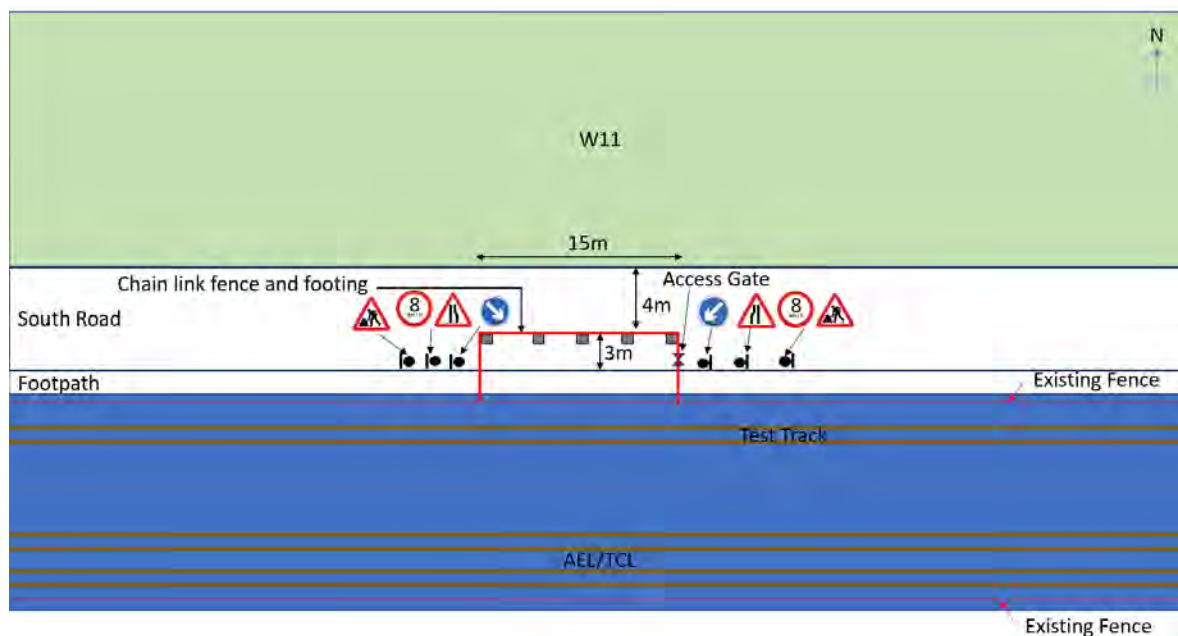 N
W11
15m
Chain link fence and footing
Access Gate
4m
8
8
South Road
3m
Footpath
Existing Fence
Test Track
AEL/TCL
Existing Fence